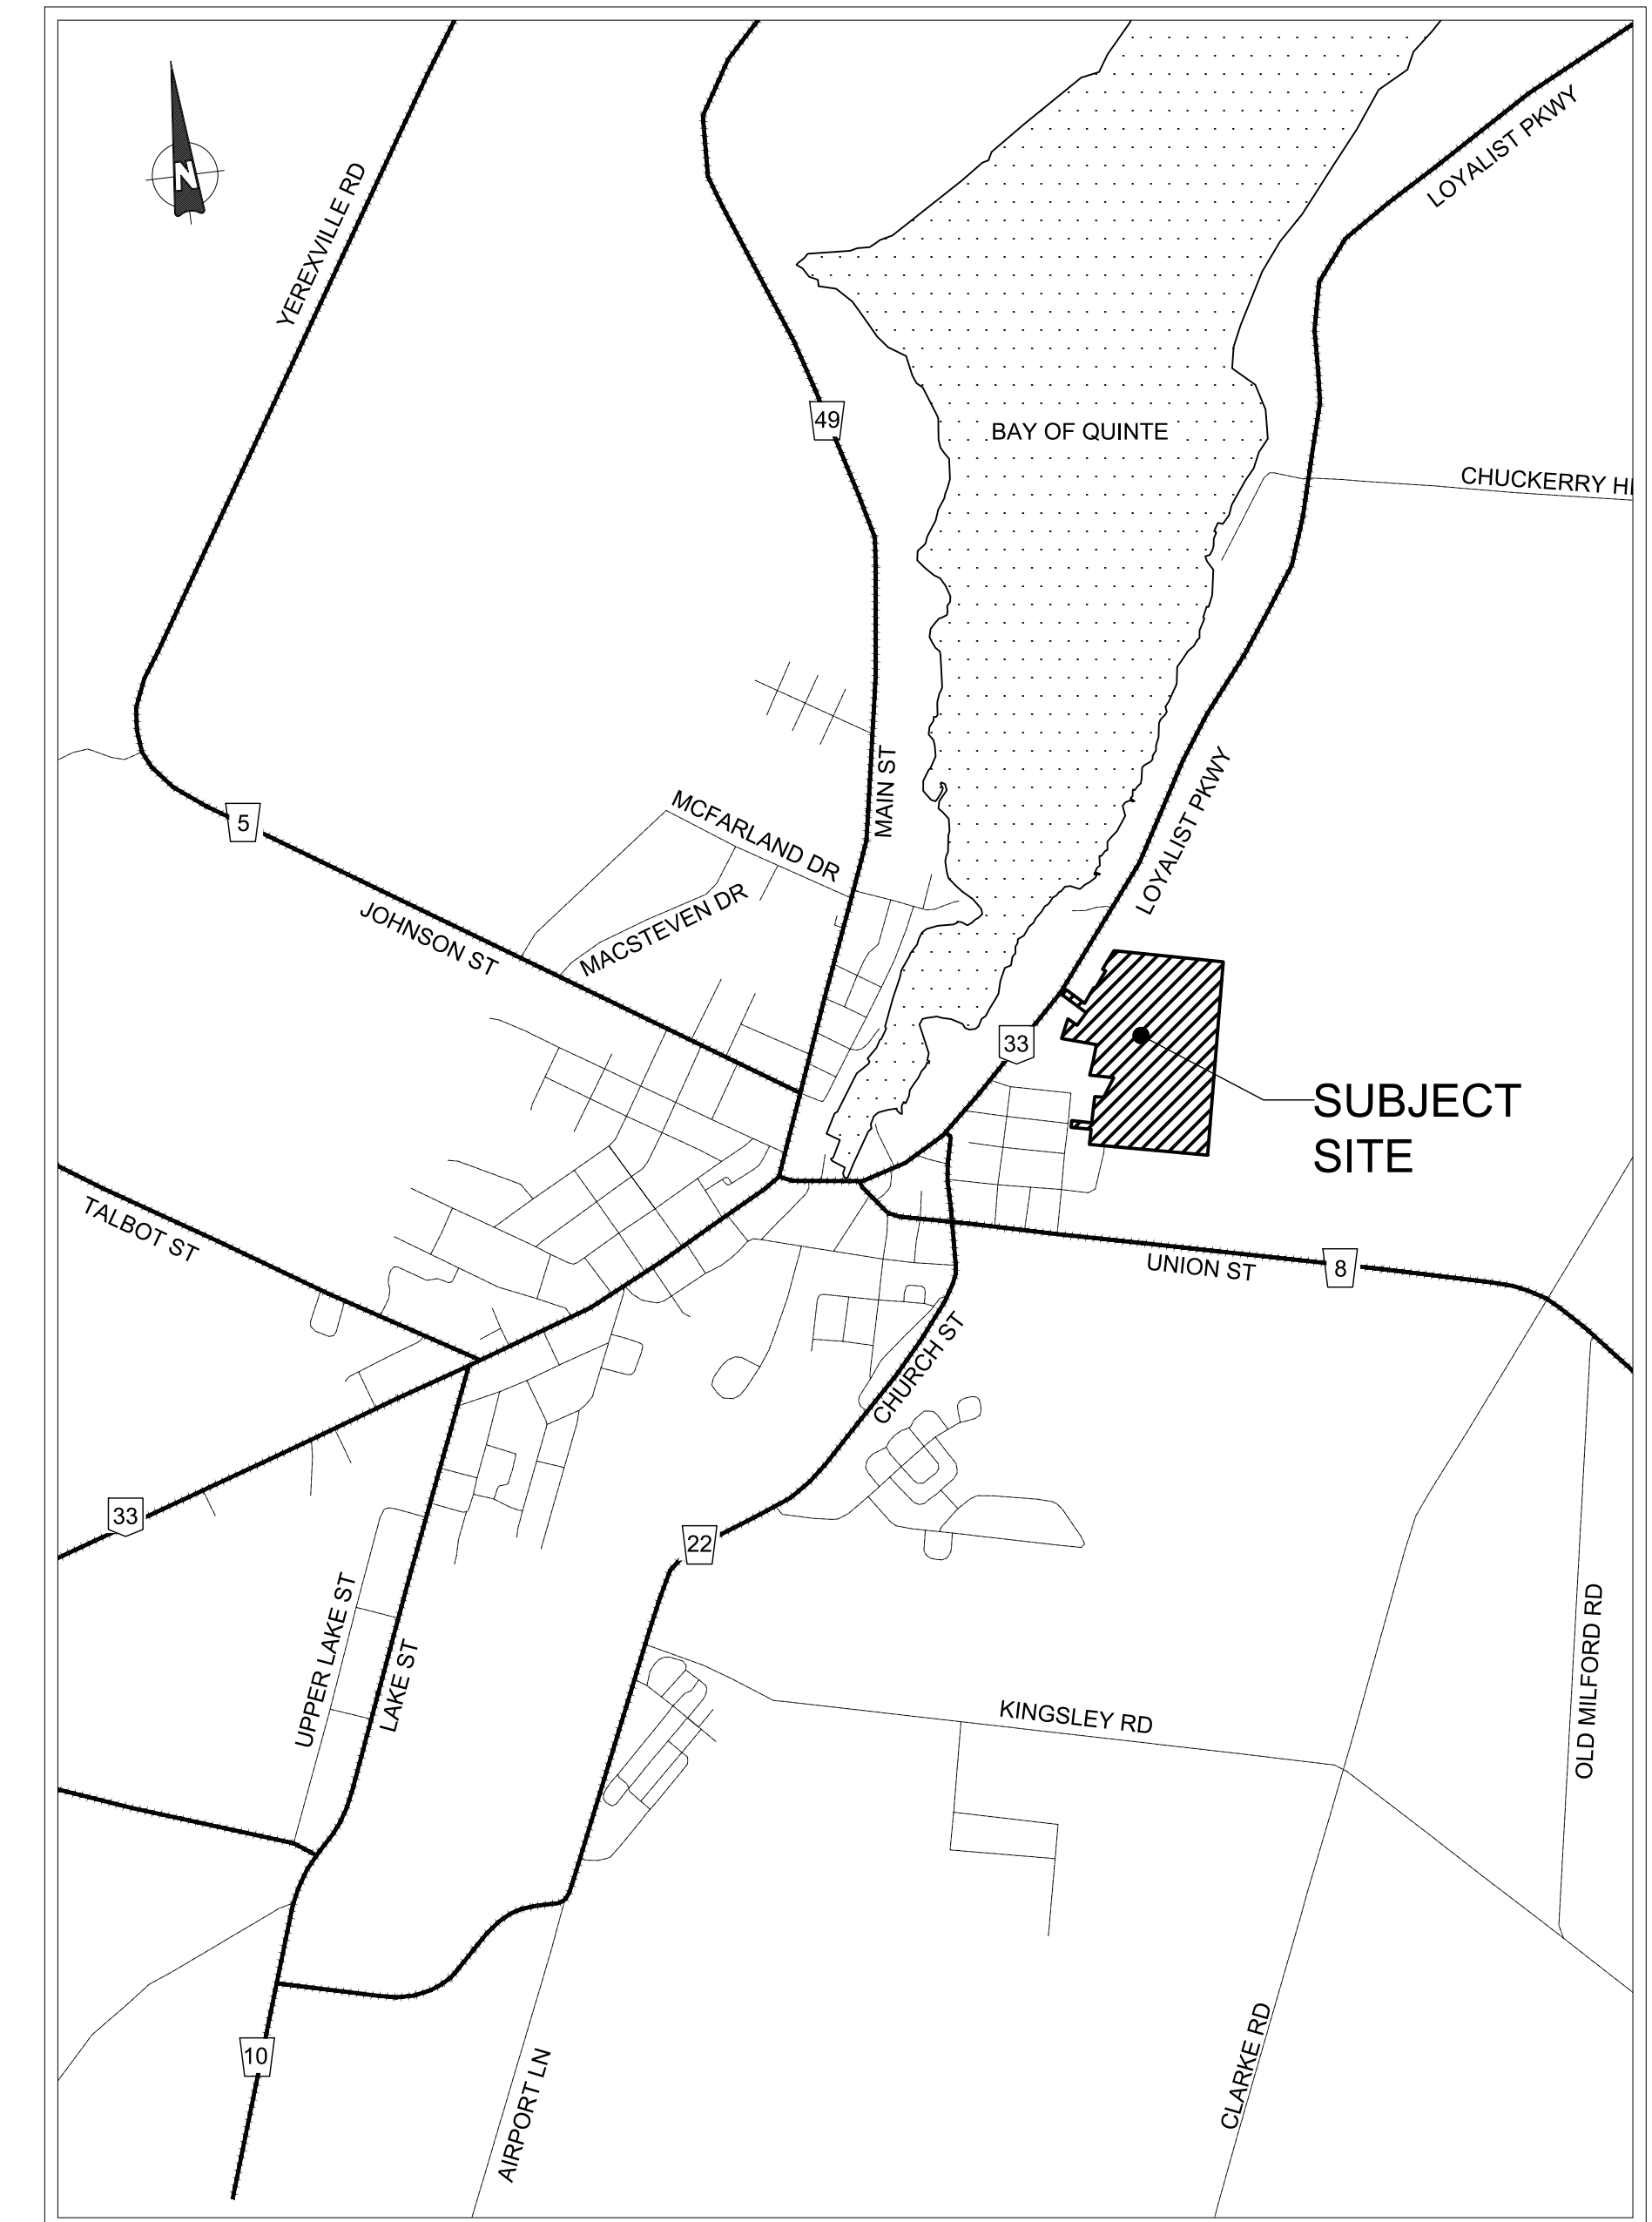 LOYALIST PKWY
N
YEREXVILLE RD
49
BAY OF QUINTE
CHUCKERRY HI
MAIN ST
MCFARLAND DR
5
LOYALIST PKWY
MACSTEVEN DR
JOHNSON ST
33
SUBJECT
SITE
TALBOT ST
UNION ST
8
CHURCH ST
33
22
UPPER LAKE ST
LAKE ST
OLD MILFORD RD
KINGSLEY RD
10
AIRPORT LN
CLARKE RD